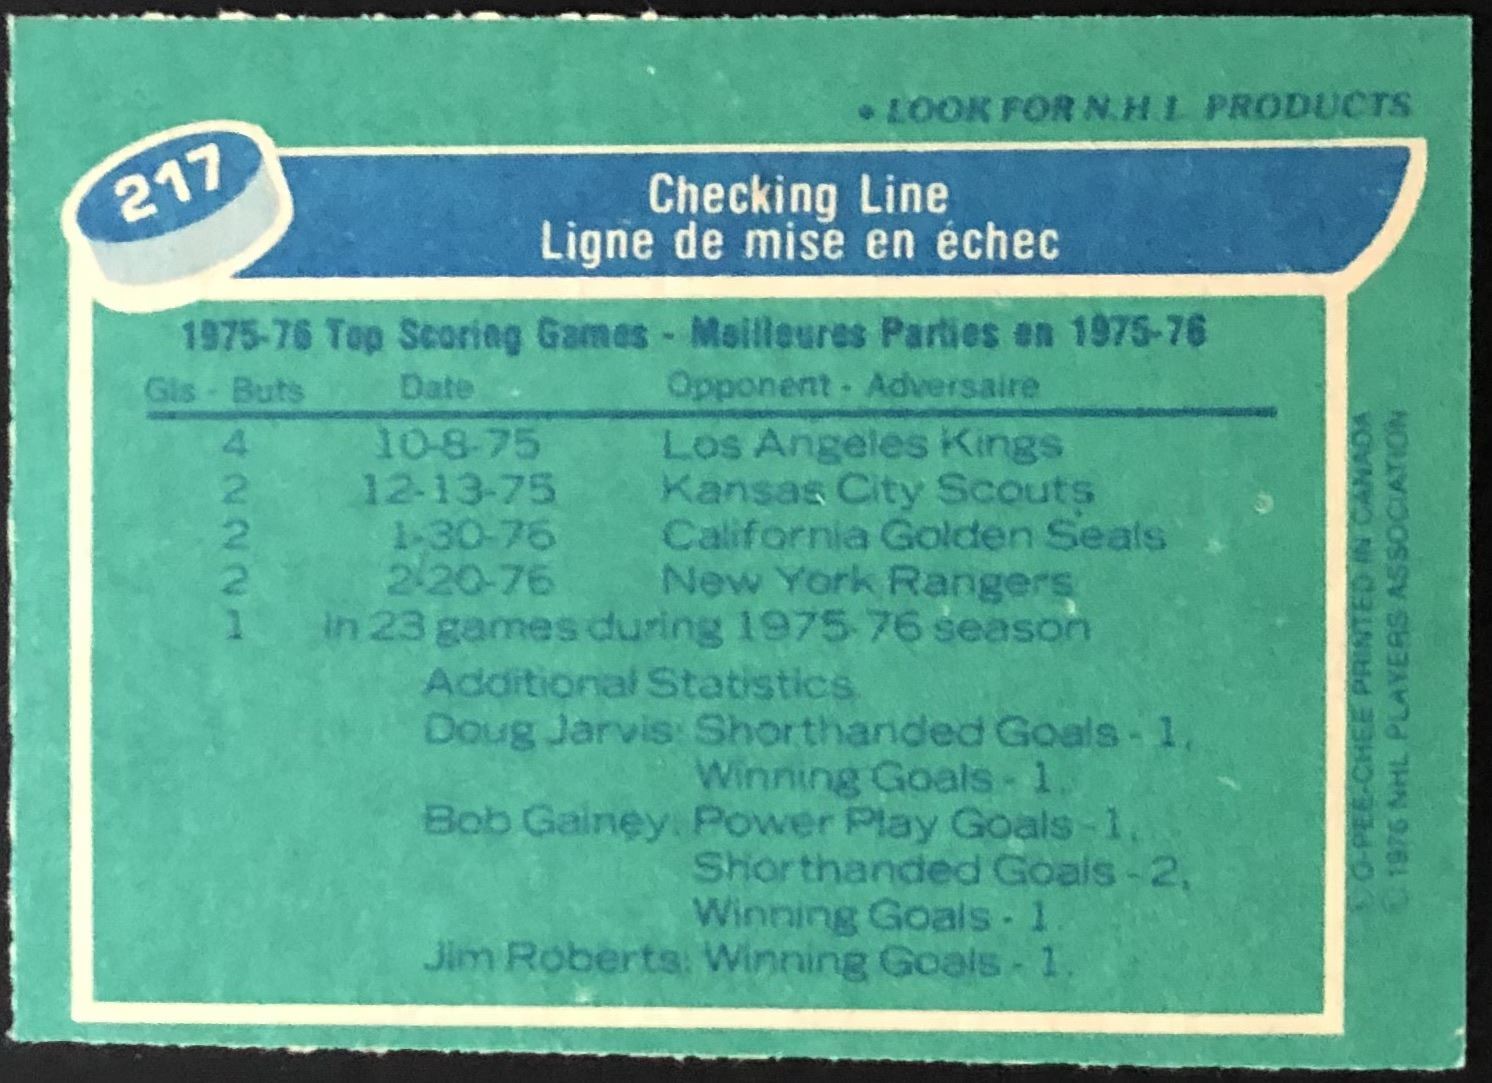 • LOOK FOR N.H.L. PRODUCTS
217
Checking Line
Ligne de mise en échec
1975-76 Top Scoring Games - Meilleures Parties en 1975-76
Gls - Buts Date Opponent - Adversaire
4 10-8-75 Los Angeles Kings
2 12-13-75 Kansas City Scouts
2 1-30-76 California Golden Seals
2 2-20-76 New York Rangers
1 in 23 games during 1975-76 season
Additional Statistics
Doug Jarvis: Shorthanded Goals - 1,
Winning Goals - 1.
Bob Gainey: Power Play Goals - 1,
Shorthanded Goals - 2,
Winning Goals - 1.
Jim Roberts: Winning Goals - 1.
© O-PEE-CHEE PRINTED IN CANADA
© 1976 NHL PLAYERS ASSOCIATION